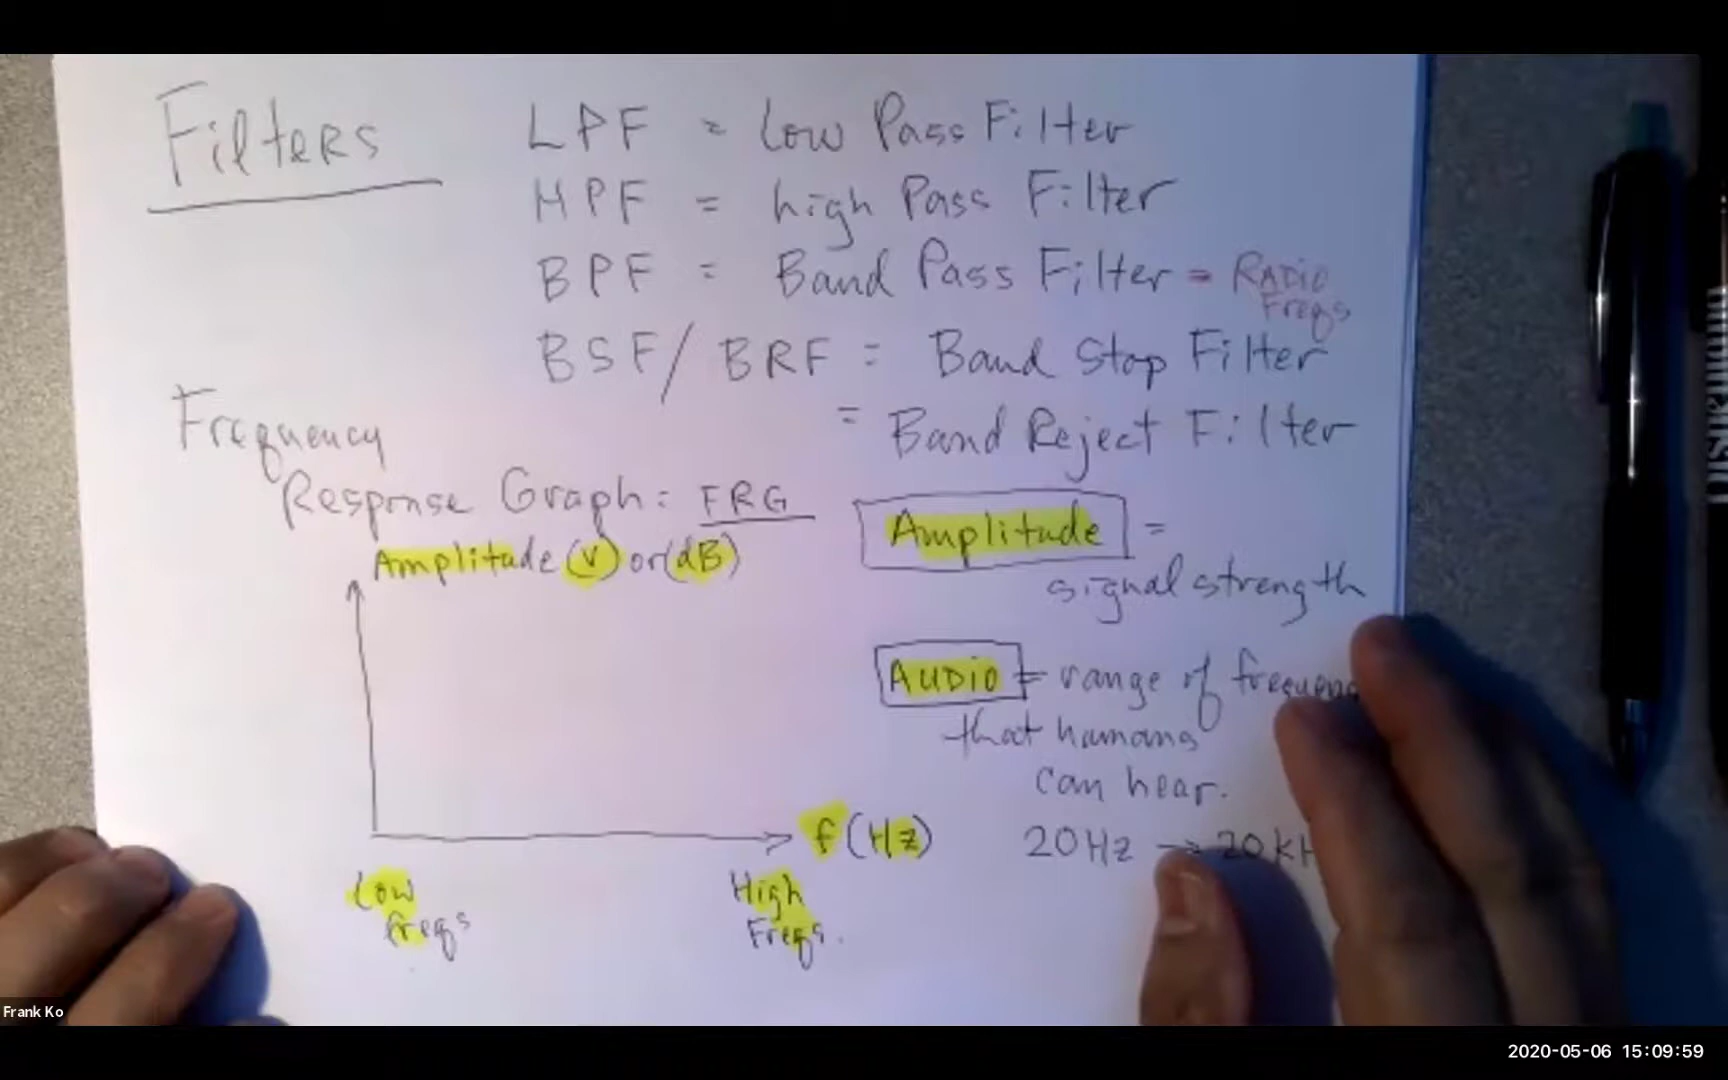 Filters
LPF = Low Pass Filter
HPF = high Pass Filter
BPF = Band Pass Filter = RADIO
Freqs
BSF/BRF = Band Stop Filter
= Band Reject Filter
Frequency
Response Graph: FRG
Amplitude (V) or (dB)
f (Hz)
Low
freqs
High
Freqs.
Amplitude =
signal strength
AUDIO = range of
that humans
can hear.
20Hz → 20
Frank Ko
2020-05-06 15:09:59